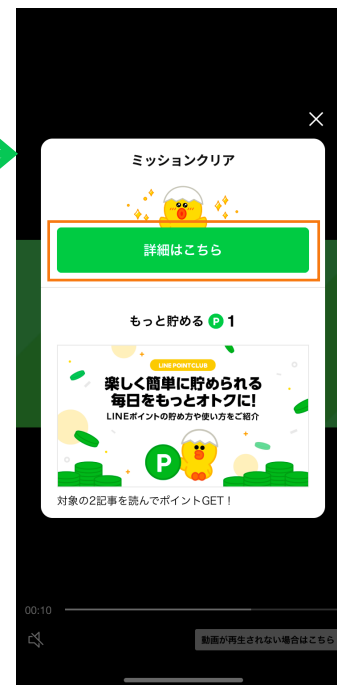 ミッションクリア
詳細はこちら
もっと貯める P 1
LINE POINT CLUB
楽しく簡単に貯められる
毎日をもっとオトクに!
LINEポイントの貯め方や使い方をご紹介
P
対象の2記事を読んでポイントGET!
00:10
動画が再生されない場合はこちら